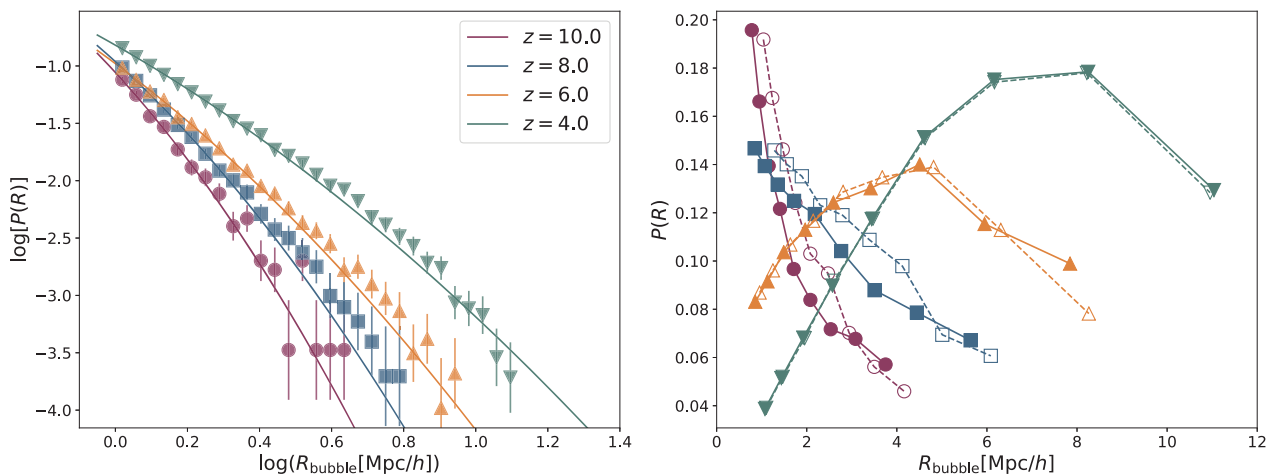 log[P(R)]
−1.0
−1.5
−2.0
−2.5
−3.0
−3.5
−4.0
z = 10.0
z = 8.0
z = 6.0
z = 4.0
0.0 0.2 0.4 0.6 0.8 1.0 1.2 1.4
log(R_bubble[Mpc/h])
P(R)
0.20
0.18
0.16
0.14
0.12
0.10
0.08
0.06
0.04
0 2 4 6 8 10 12
R_bubble[Mpc/h]